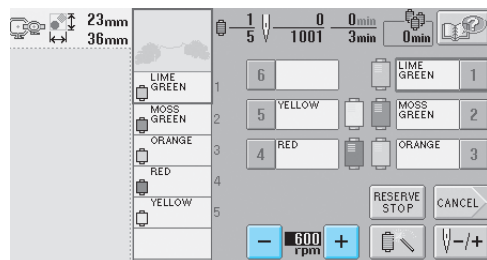 23mm
36mm
1
5
0
1001
0min
3min
0min
LIME
GREEN
1
MOSS
GREEN
2
ORANGE
3
RED
4
YELLOW
5
6
LIME
GREEN
1
5
YELLOW
MOSS
GREEN
2
4
RED
ORANGE
3
RESERVE
STOP
CANCEL
-
600
rpm
+
-/+